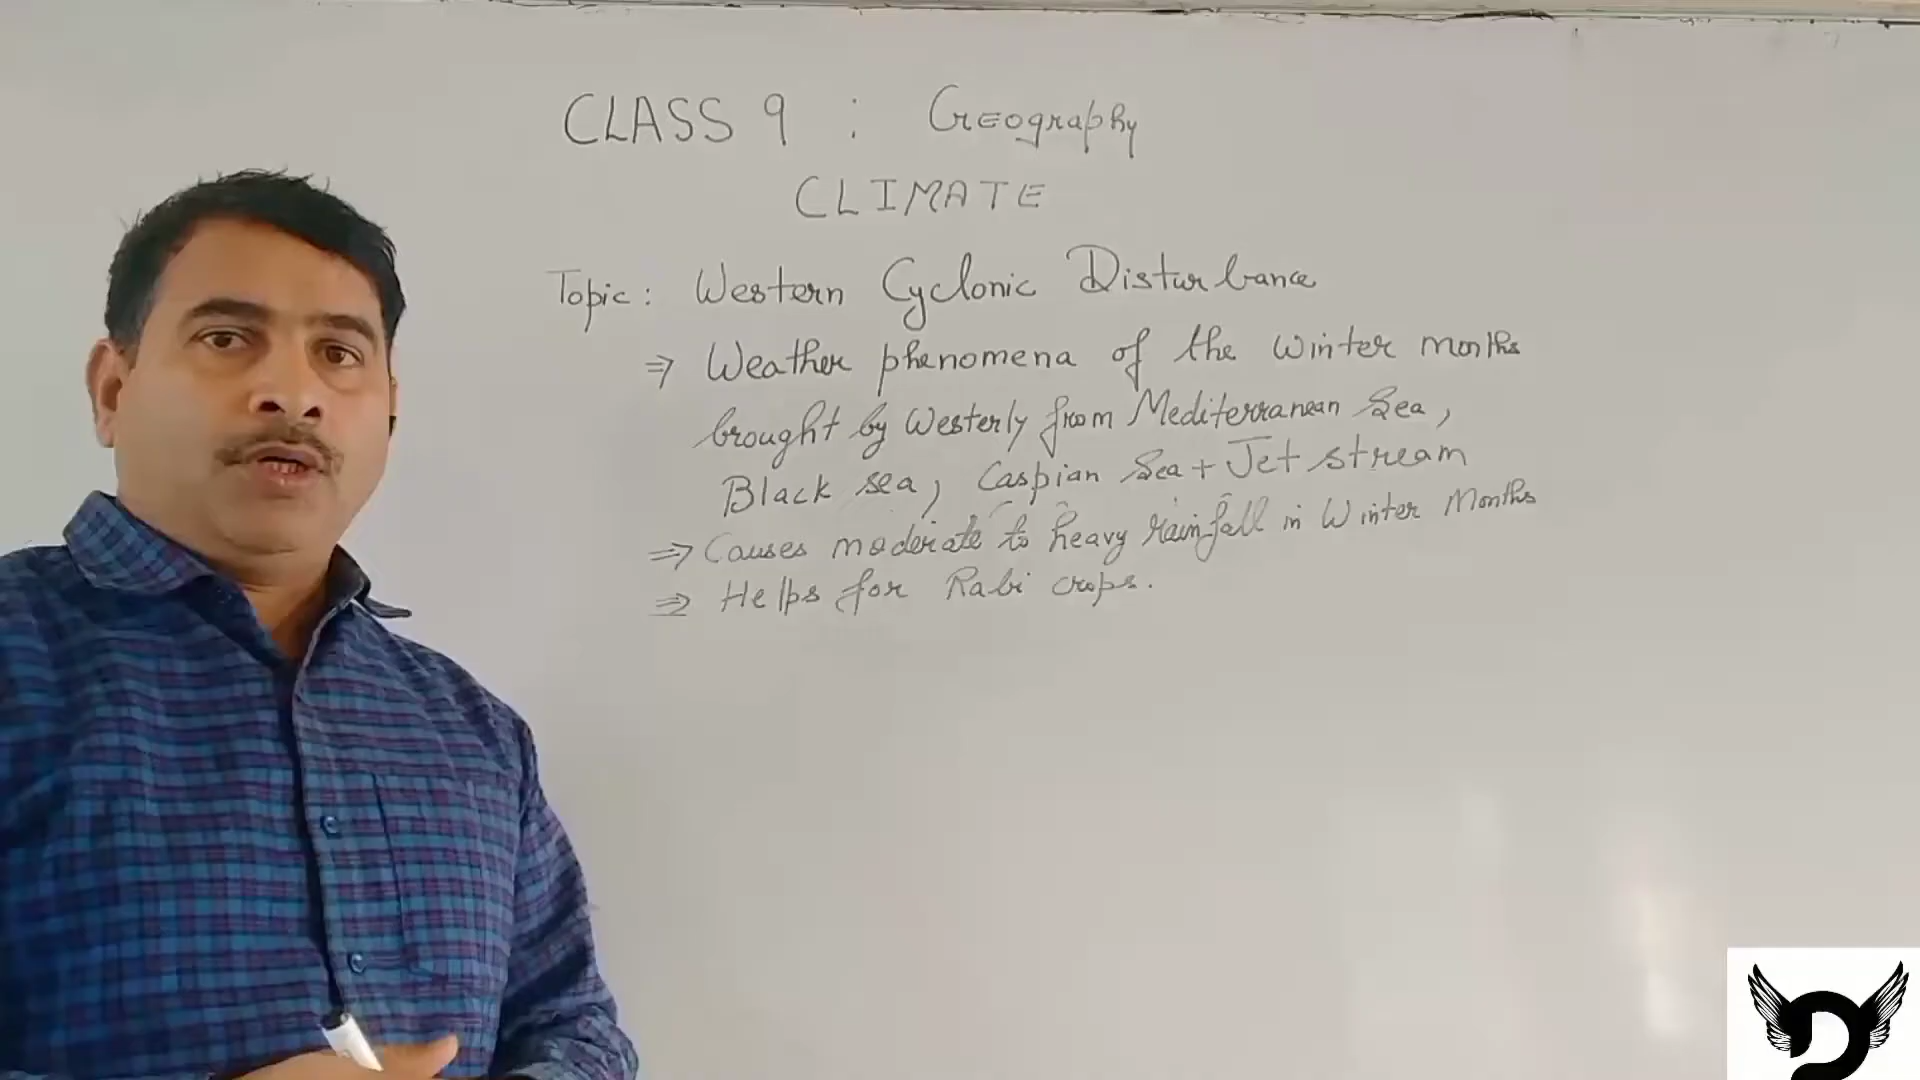 CLASS 9 : Geography
CLIMATE
Topic: Western Cyclonic Disturbance
⇒ Weather phenomena of the Winter months
brought by Westerly from Mediterranean Sea,
Black sea, Caspian Sea + Jet stream
⇒ Causes moderate to heavy rainfall in Winter Months
⇒ Helps for Rabi crops.